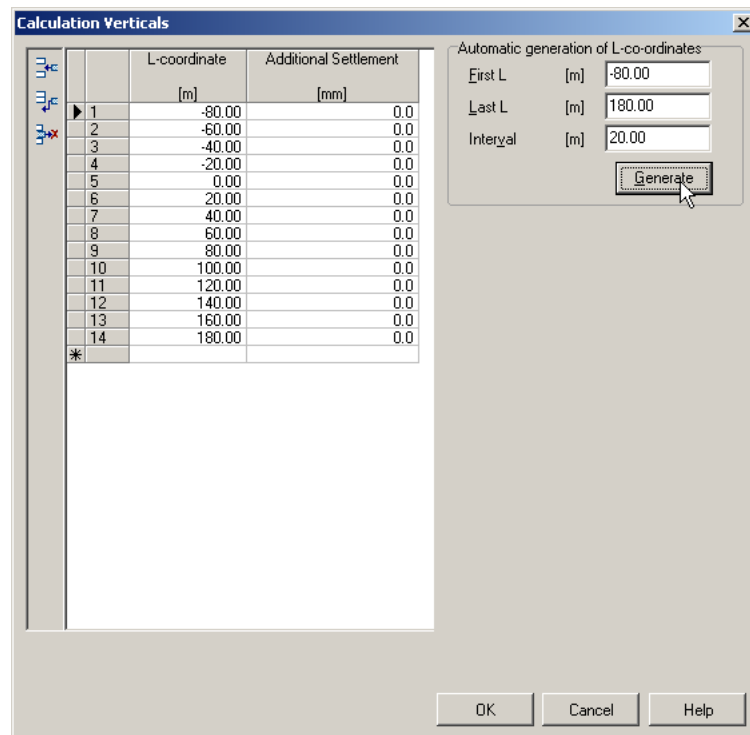 Calculation Verticals
L-coordinate Additional Settlement
[m] [mm]
1 -80.00 0.0
2 -60.00 0.0
3 -40.00 0.0
4 -20.00 0.0
5 0.00 0.0
6 20.00 0.0
7 40.00 0.0
8 60.00 0.0
9 80.00 0.0
10 100.00 0.0
11 120.00 0.0
12 140.00 0.0
13 160.00 0.0
14 180.00 0.0
Automatic generation of L-co-ordinates
First L [m] -80.00
Last L [m] 180.00
Interval [m] 20.00
Generate
OK Cancel Help